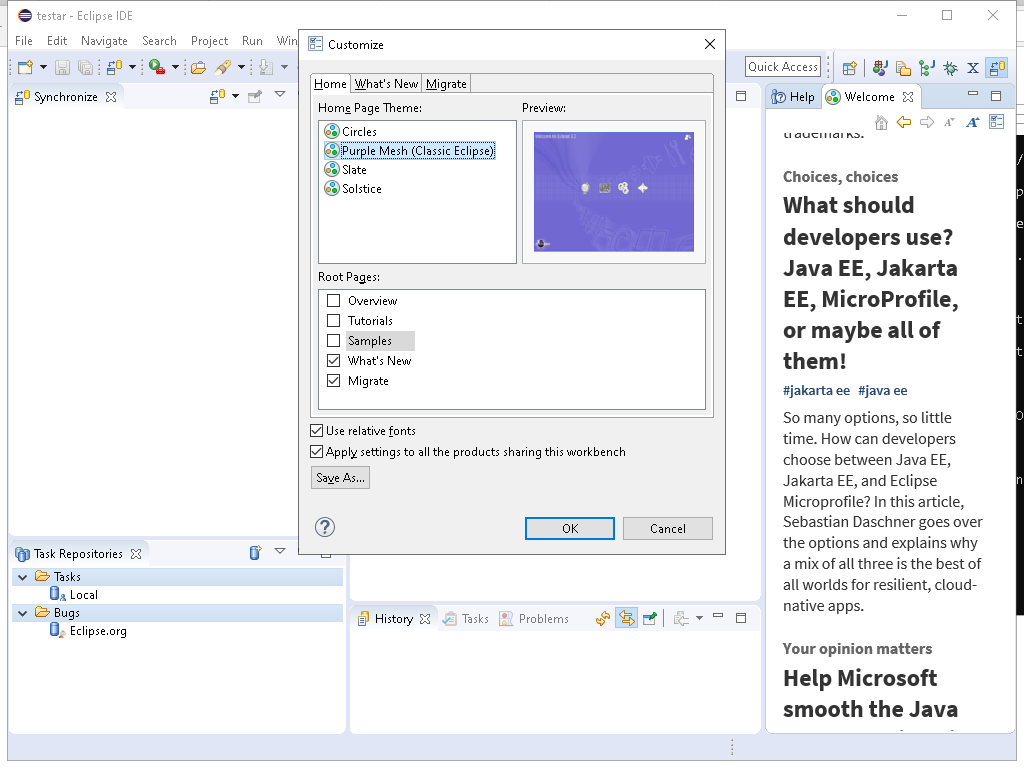 testar - Eclipse IDE
File Edit Navigate Search Project Run Win
Quick Access
Synchronize
Customize
Home What's New Migrate
Home Page Theme:
Circles
Purple Mesh (Classic Eclipse)
Slate
Solstice
Preview:
Root Pages:
Overview
Tutorials
Samples
What's New
Migrate
Use relative fonts
Apply settings to all the products sharing this workbench
Save As...
OK Cancel
Help Welcome
trademarks.
Choices, choices
What should
developers use?
Java EE, Jakarta
EE, MicroProfile,
or maybe all of
them!
#jakarta ee #java ee
So many options, so little
time. How can developers
choose between Java EE,
Jakarta EE, and Eclipse
Microprofile? In this article,
Sebastian Daschner goes over
the options and explains why
a mix of all three is the best of
all worlds for resilient, cloud-
native apps.
Your opinion matters
Help Microsoft
smooth the Java
Task Repositories
Tasks
Local
Bugs
Eclipse.org
History Tasks Problems